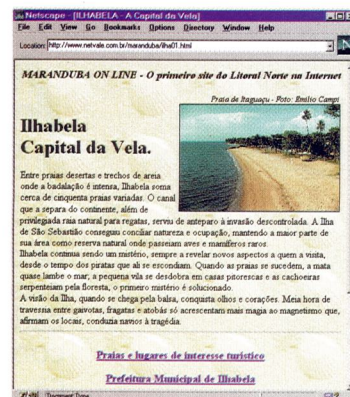 Netscape - [ILHABELA - A Capital da Vela]
File Edit View Go Bookmarks Options Directory Window Help
Location: http://www.netvale.com.br/maranduba/ilha01.html
MARANDUBA ON LINE - O primeiro site do Litoral Norte na Internet
Praia de Itaguaçu - Foto: Emilio Campi
Ilhabela
Capital da Vela.
Entre praias desertas e trechos de areia
onde a badalação é intensa, Ilhabela soma
cerca de cinquenta praias variadas. O canal
que a separa do continente, além de
privilegiada raia natural para regatas, serviu de anteparo à invasão descontrolada. A Ilha
de São Sebastião conseguiu conciliar natureza e ocupação, mantendo a maior parte de
sua área como reserva natural onde passeiam aves e mamíferos raros.
Ilhabela continua sendo um mistério, sempre a revelar novos aspectos a quem a visita,
desde o tempo dos piratas que ali se escondiam. Quando as praias se sucedem, a mata
quase lambe o mar, a pequena vila se desdobra em casas pitorescas e as cachoeiras
serpenteiam pela floresta, o primeiro mistério é solucionado.
A visão da Ilha, quando se chega pela balsa, conquista olhos e corações. Meia hora de
travessia entre gaivotas, fragatas e atobás só acrescentam mais magia ao magnetismo que,
afirmam os locais, conduzia navios à tragédia.
Praias e lugares de interesse turístico
Prefeitura Municipal de Ilhabela
Document: Done